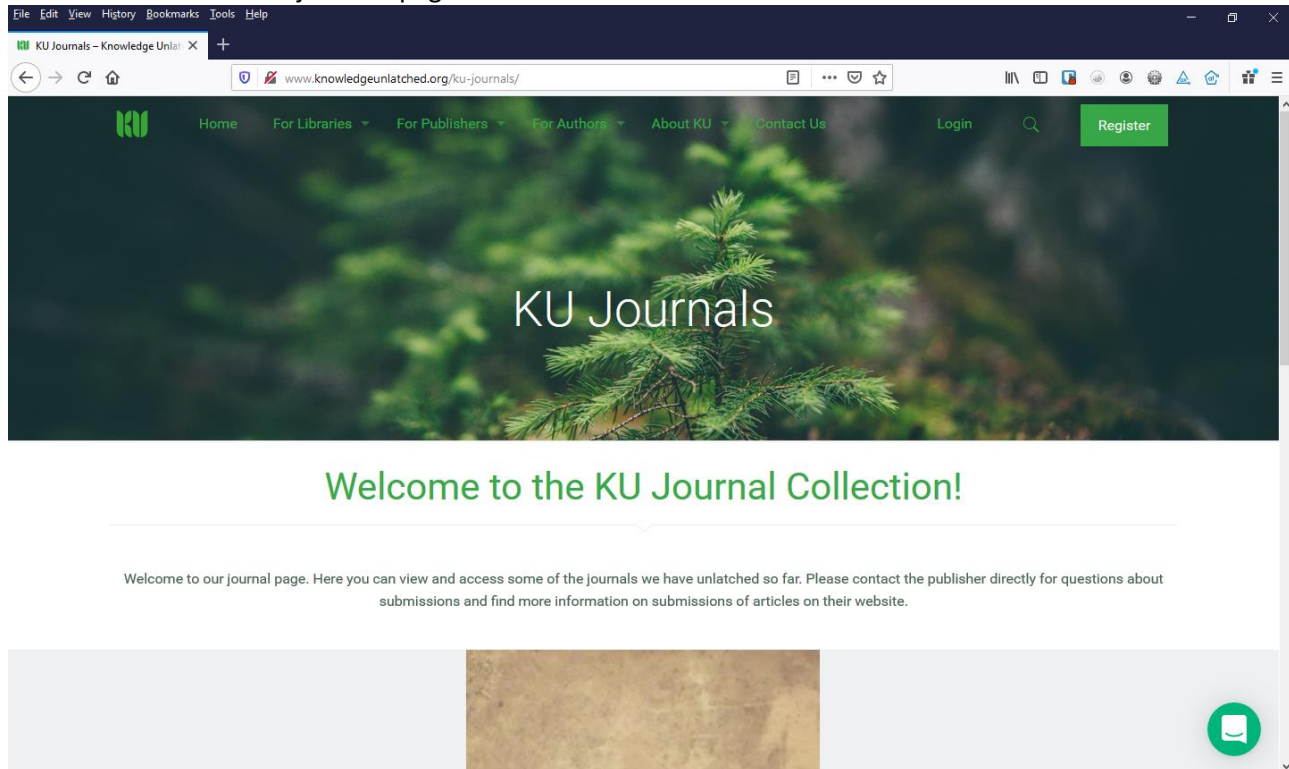 File Edit View History Bookmarks Tools Help
KU Journals – Knowledge Unlat
www.knowledgeunlatched.org/ku-journals/
KU Home For Libraries For Publishers For Authors About KU Contact Us Login Register
KU Journals
Welcome to the KU Journal Collection!
Welcome to our journal page. Here you can view and access some of the journals we have unlatched so far. Please contact the publisher directly for questions about
submissions and find more information on submissions of articles on their website.